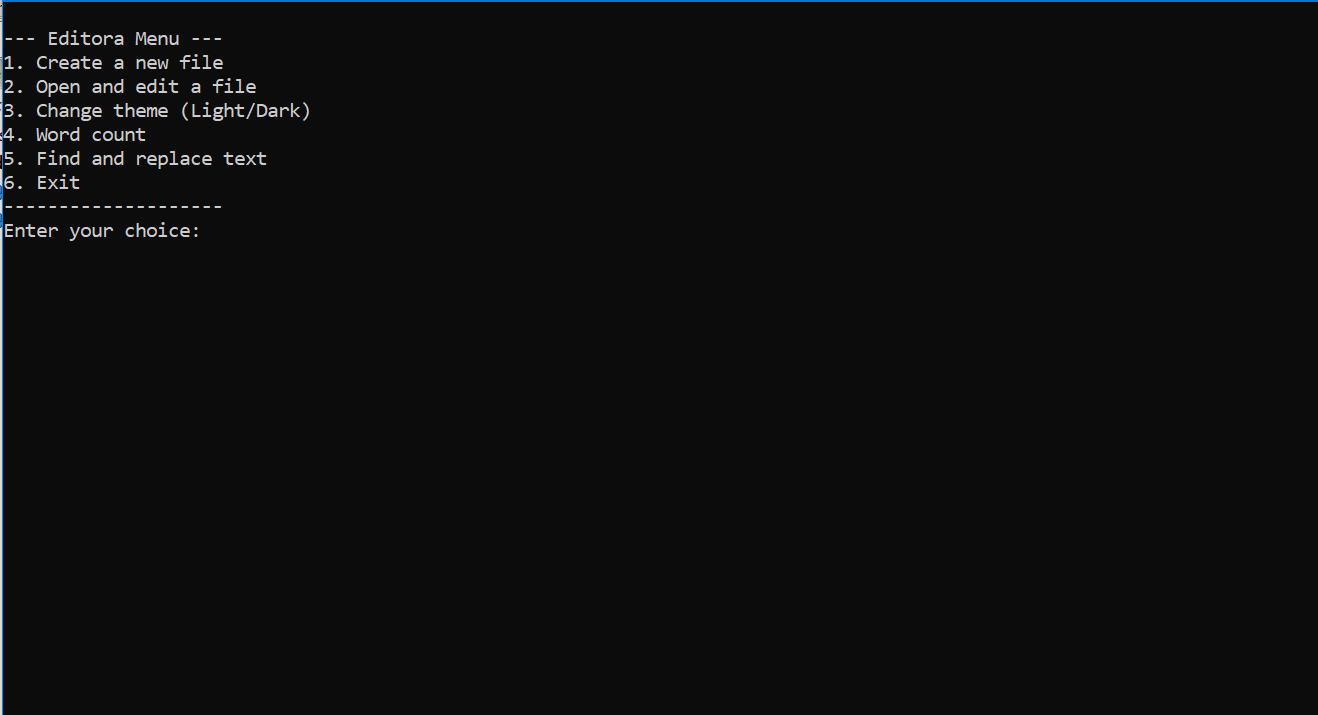 --- Editora Menu ---
1. Create a new file
2. Open and edit a file
3. Change theme (Light/Dark)
4. Word count
5. Find and replace text
6. Exit
--------------------
Enter your choice: